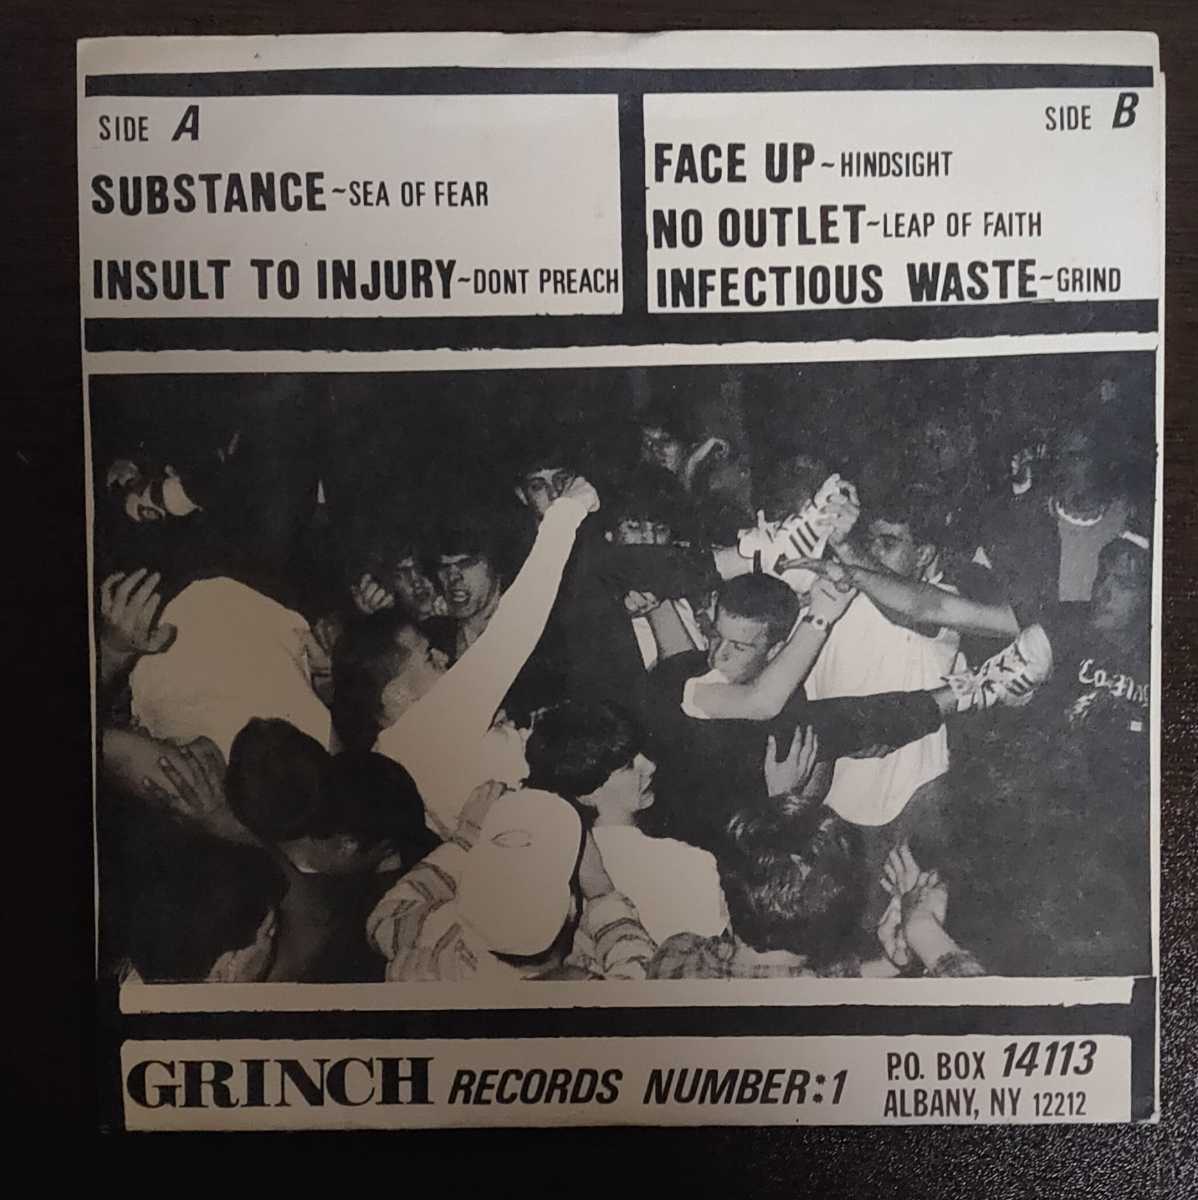 SIDE A
SUBSTANCE~SEA OF FEAR
INSULT TO INJURY~DONT PREACH
SIDE B
FACE UP~HINDSIGHT
NO OUTLET~LEAP OF FAITH
INFECTIOUS WASTE~GRIND
GRINCH RECORDS NUMBER:1
P.O. BOX 14113
ALBANY, NY 12212